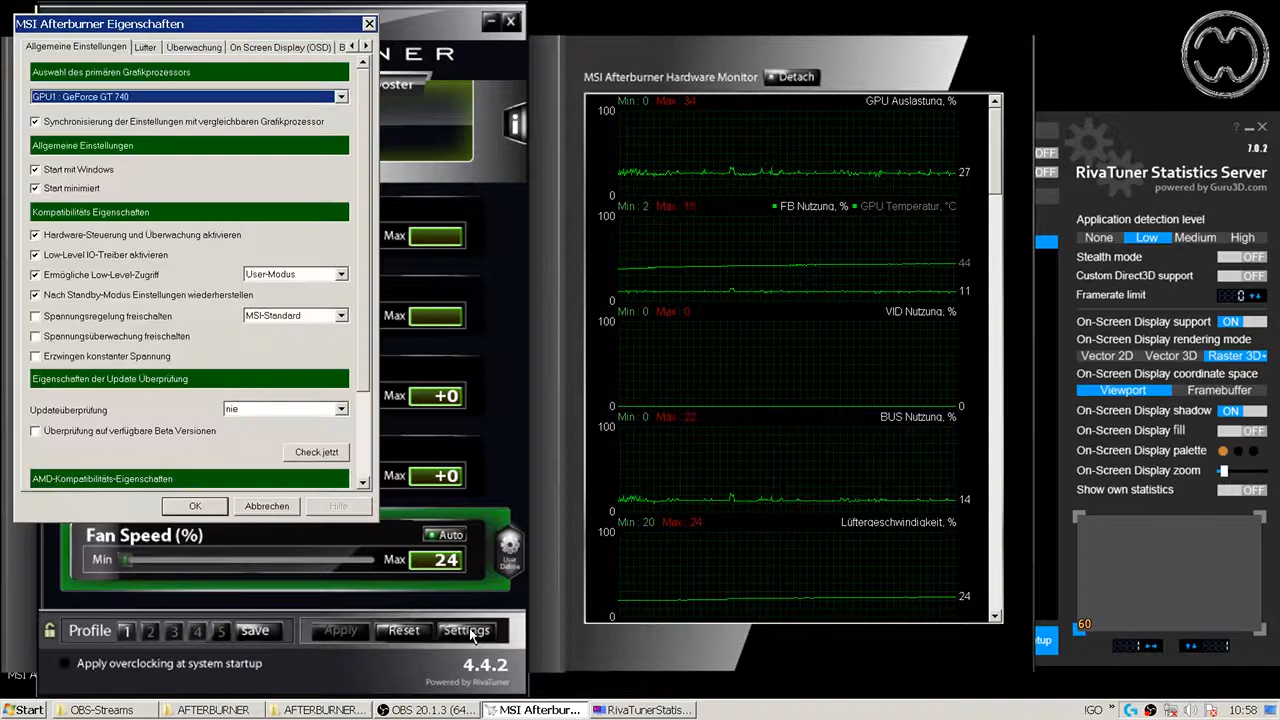 MSI Afterburner Eigenschaften
Allgemeine Einstellungen
Lüfter
Überwachung
On Screen Display (OSD)
B
Auswahl des primären Grafikprozessors
GPU1 : GeForce GT 740
Synchronisierung der Einstellungen mit vergleichbaren Grafikprozessor
Allgemeine Einstellungen
Start mit Windows
Start minimiert
Kompatibilitäts Eigenschaften
Hardware-Steuerung und Überwachung aktivieren
Low-Level IO-Treiber aktivieren
Ermögliche Low-Level-Zugriff
User-Modus
Nach Standby-Modus Einstellungen wiederherstellen
Spannungsregelung freischalten
MSI-Standard
Spannungsüberwachung freischalten
Erzwingen konstanter Spannung
Eigenschaften der Update Überprüfung
Updateüberprüfung
nie
Überprüfung auf verfügbare Beta Versionen
Check jetzt
AMD-Kompatibilitäts-Eigenschaften
OK
Abbrechen
Hilfe
NER
oster
i
Max
Max
Max +0
Max +0
Fan Speed (%)
Auto
Min
Max 24
User Define
Profile 1 2 3 4 5 save
Apply
Reset
Settings
Apply overclocking at system startup
4.4.2
Powered by RivaTuner
MSI A
MSI Afterburner Hardware Monitor
Detach
Min : 0 Max : 34 GPU Auslastung, %
100
27
0
Min : 2 Max : 15 FB Nutzung, % GPU Temperatur, °C
100
44
11
0
Min : 0 Max : 0 VID Nutzung, %
100
0
0
Min : 0 Max : 22 BUS Nutzung, %
100
14
0
Min : 20 Max : 24 Lüftergeschwindigkeit, %
100
24
0
msi
OFF
OFF
etup
?
7.0.2
RivaTuner Statistics Server
powered by Guru3D.com
Application detection level
None Low Medium High
Stealth mode OFF
Custom Direct3D support OFF
Framerate limit 0
On-Screen Display support ON
On-Screen Display rendering mode
Vector 2D Vector 3D Raster 3D
On-Screen Display coordinate space
Viewport Framebuffer
On-Screen Display shadow ON
On-Screen Display fill OFF
On-Screen Display palette
On-Screen Display zoom
Show own statistics OFF
60
Start
OBS-Streams
AFTERBURNER
AFTERBURNER...
OBS 20.1.3 (64...
MSI Afterbur...
RivaTunerStatis...
IGO
10:58